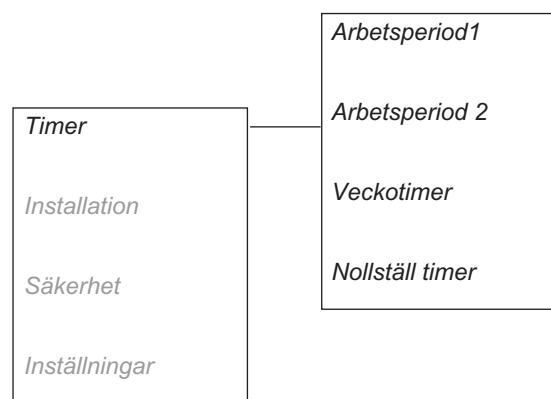 Timer
Installation
Säkerhet
Inställningar
Arbetsperiod1
Arbetsperiod 2
Veckotimer
Nollställ timer